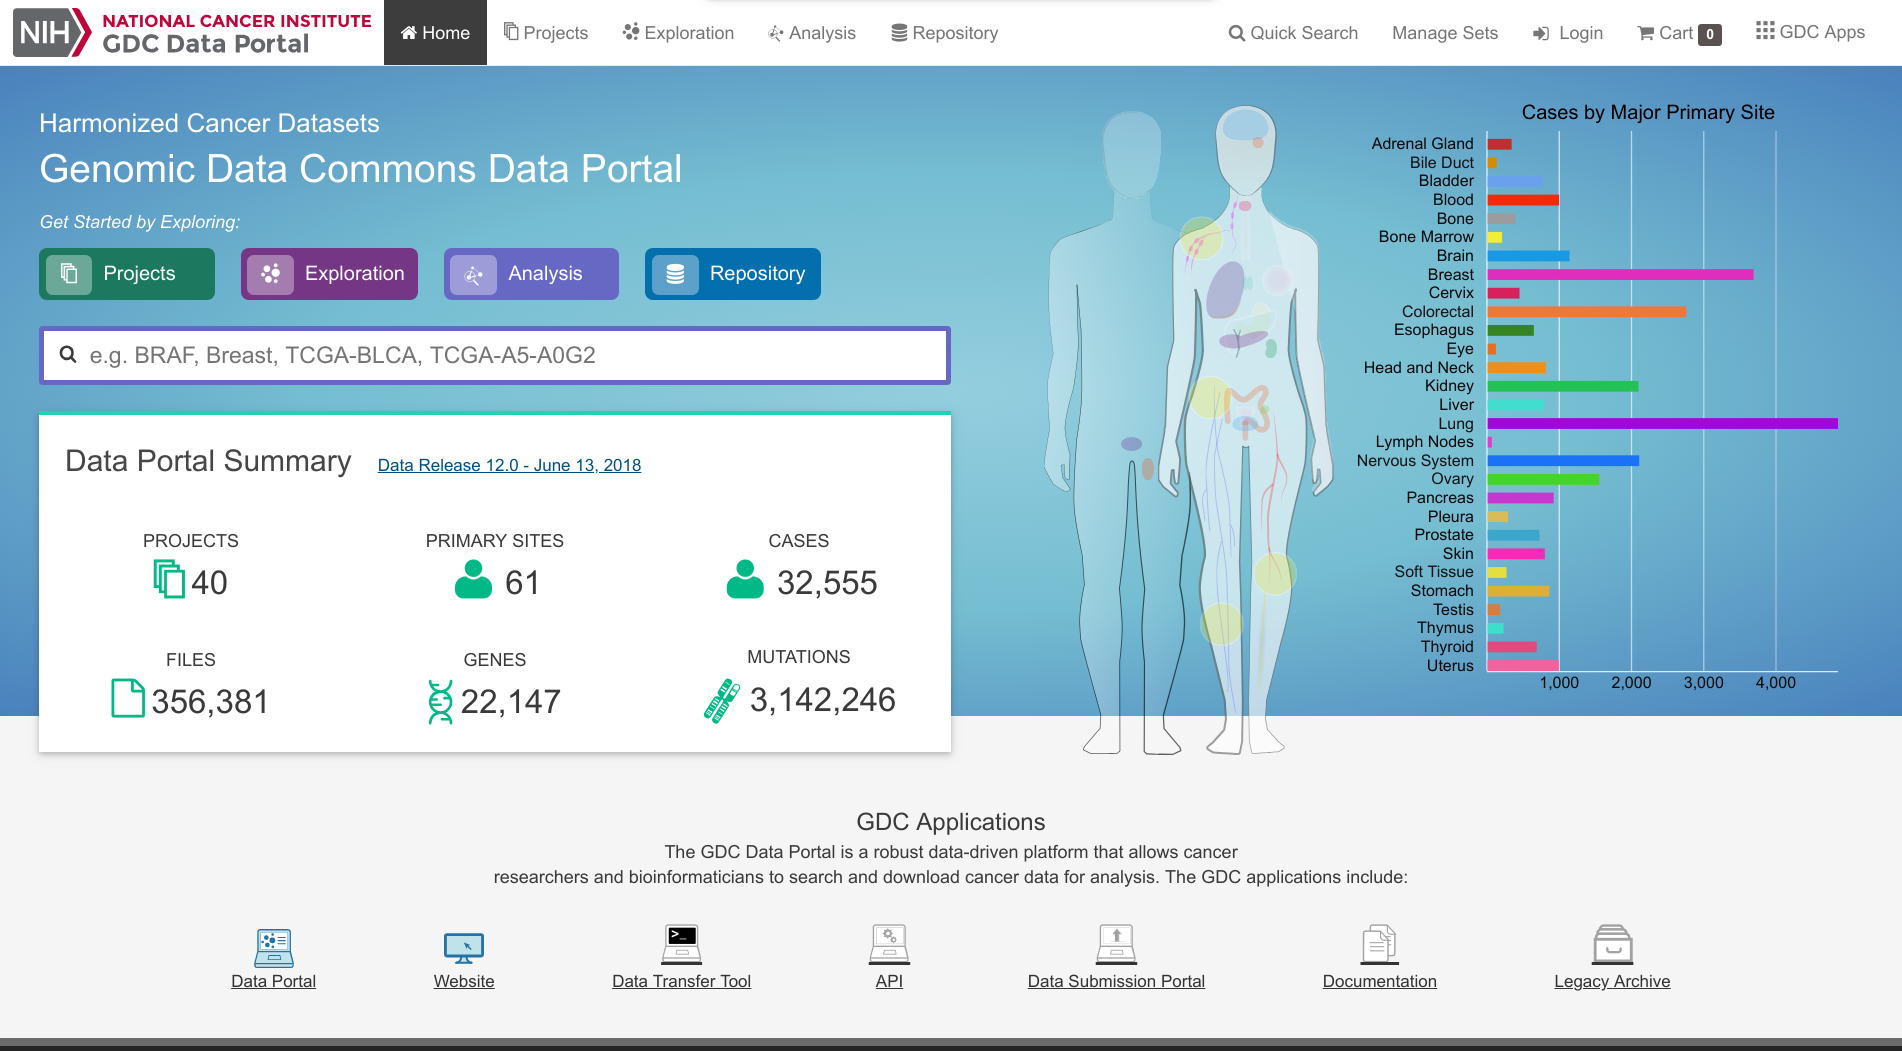 NIH NATIONAL CANCER INSTITUTE
GDC Data Portal
Home
Projects
Exploration
Analysis
Repository
Quick Search
Manage Sets
Login
Cart 0
GDC Apps
Harmonized Cancer Datasets
Genomic Data Commons Data Portal
Get Started by Exploring:
Projects
Exploration
Analysis
Repository
e.g. BRAF, Breast, TCGA-BLCA, TCGA-A5-A0G2
Data Portal Summary
Data Release 12.0 - June 13, 2018
PROJECTS
40
PRIMARY SITES
61
CASES
32,555
FILES
356,381
GENES
22,147
MUTATIONS
3,142,246
Cases by Major Primary Site
Adrenal Gland
Bile Duct
Bladder
Blood
Bone
Bone Marrow
Brain
Breast
Cervix
Colorectal
Esophagus
Eye
Head and Neck
Kidney
Liver
Lung
Lymph Nodes
Nervous System
Ovary
Pancreas
Pleura
Prostate
Skin
Soft Tissue
Stomach
Testis
Thymus
Thyroid
Uterus
1,000 2,000 3,000 4,000
GDC Applications
The GDC Data Portal is a robust data-driven platform that allows cancer
researchers and bioinformaticians to search and download cancer data for analysis. The GDC applications include:
>_
Data Portal
Website
Data Transfer Tool
API
Data Submission Portal
Documentation
Legacy Archive